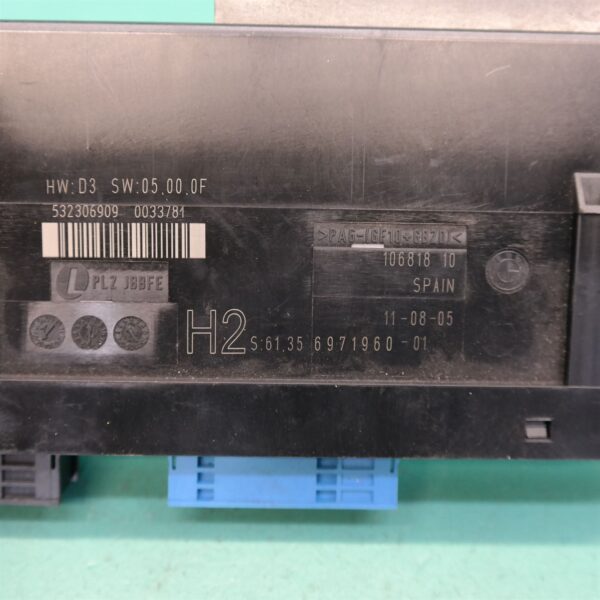 HW:D3 SW:05.00.0F
532306909 0033781
PLZ JBBFE
106818 10
SPAIN
11-08-05
H2 S:61.35 6971960-01